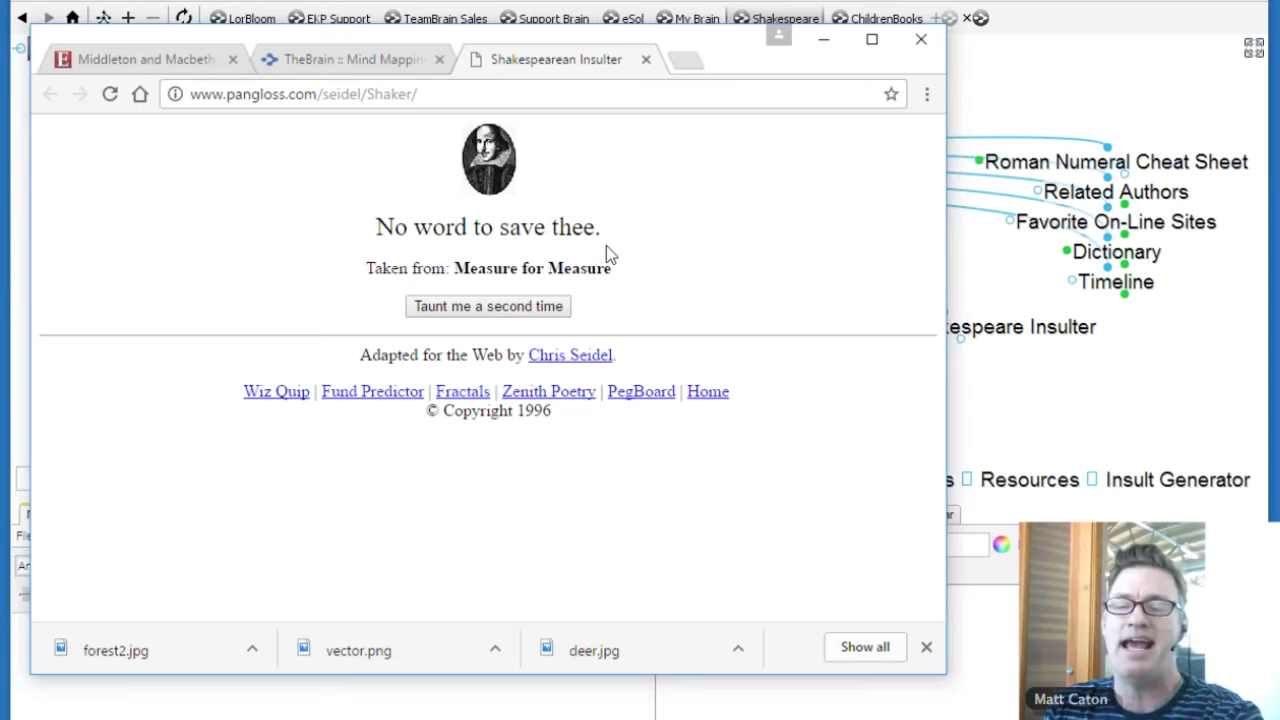 LorBloom
EKP Support
TeamBrain Sales
Support Brain
eSol
My Brain
Shakespeare
ChildrenBooks
Middleton and Macbeth
TheBrain :: Mind Mappin
Shakespearean Insulter
www.pangloss.com/seidel/Shaker/
No word to save thee.
Taken from: Measure for Measure
Taunt me a second time
Adapted for the Web by Chris Seidel.
Wiz Quip | Fund Predictor | Fractals | Zenith Poetry | PegBoard | Home
© Copyright 1996
Roman Numeral Cheat Sheet
Related Authors
Favorite On-Line Sites
Dictionary
Timeline
espeare Insulter
s Resources Insult Generator
ar
File
Ar
forest2.jpg
vector.png
deer.jpg
Show all
Matt Caton